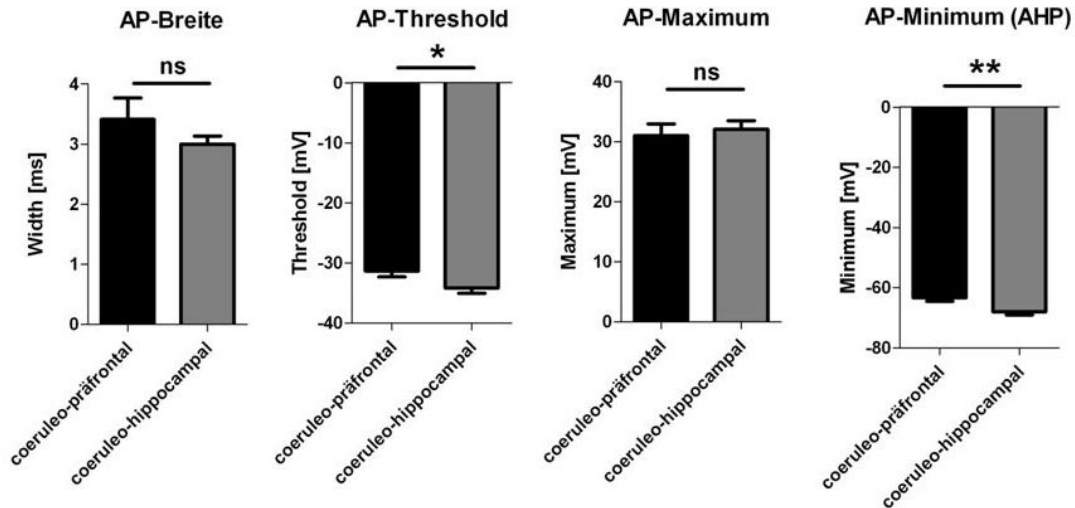 AP-Breite
ns
Width [ms]
4
3
2
1
0
coeruleo-präfrontal
coeruleo-hippocampal
AP-Threshold
*
Threshold [mV]
0
-10
-20
-30
-40
coeruleo-präfrontal
coeruleo-hippocampal
AP-Maximum
ns
Maximum [mV]
40
30
20
10
0
coeruleo-präfrontal
coeruleo-hippocampal
AP-Minimum (AHP)
**
Minimum [mV]
0
-20
-40
-60
-80
coeruleo-präfrontal
coeruleo-hippocampal